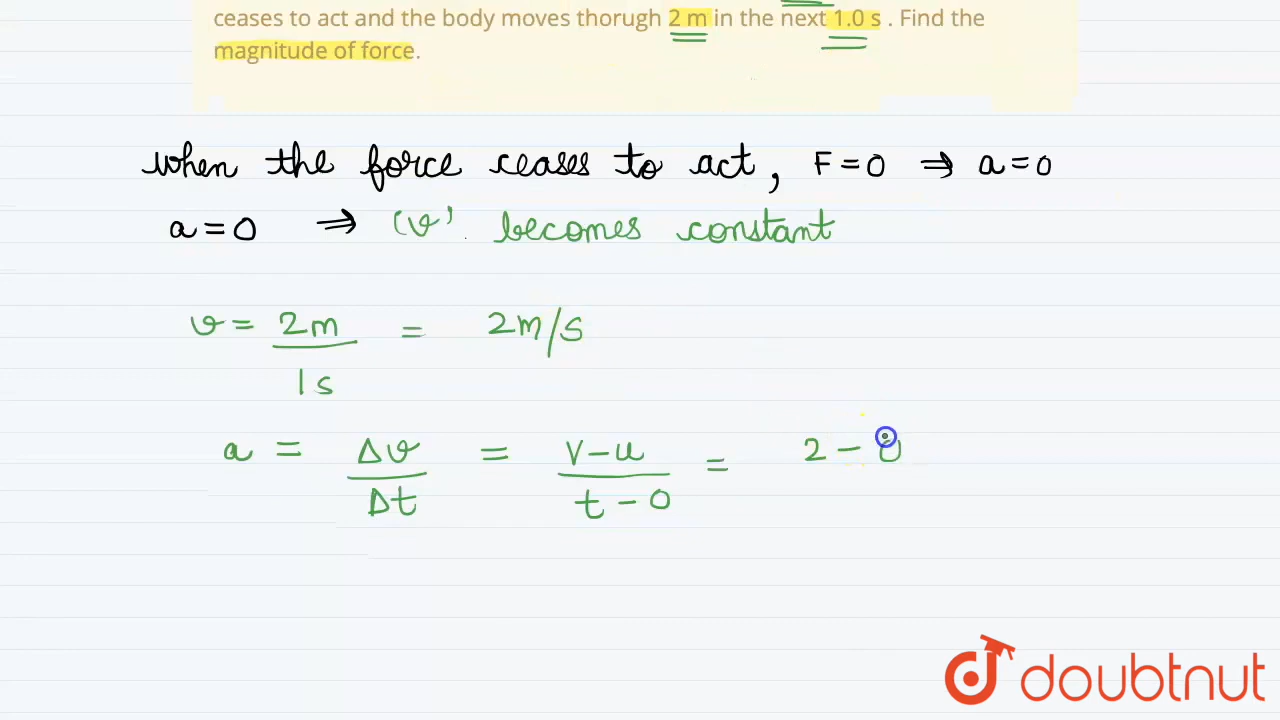 ceases to act and the body moves thorugh 2 m in the next 1.0 s . Find the
magnitude of force.
when the force ceases to act, F = 0 ⇒ a = 0
a = 0 ⇒ (v' becomes constant
v = 2m / 1s = 2m/s
a = Δv / Δt = v - u / t - 0 = 2 - 0
doubtnut